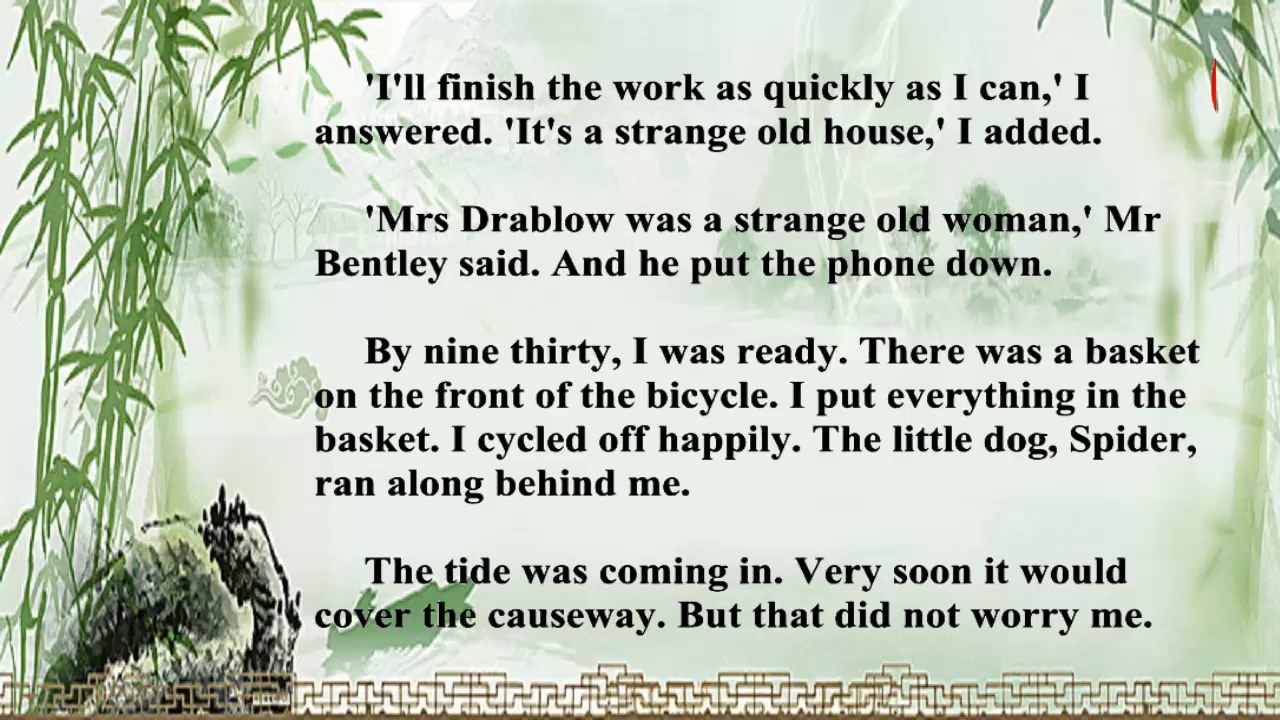 'I'll finish the work as quickly as I can,' I
answered. 'It's a strange old house,' I added.
'Mrs Drablow was a strange old woman,' Mr
Bentley said. And he put the phone down.
By nine thirty, I was ready. There was a basket
on the front of the bicycle. I put everything in the
basket. I cycled off happily. The little dog, Spider,
ran along behind me.
The tide was coming in. Very soon it would
cover the causeway. But that did not worry me.